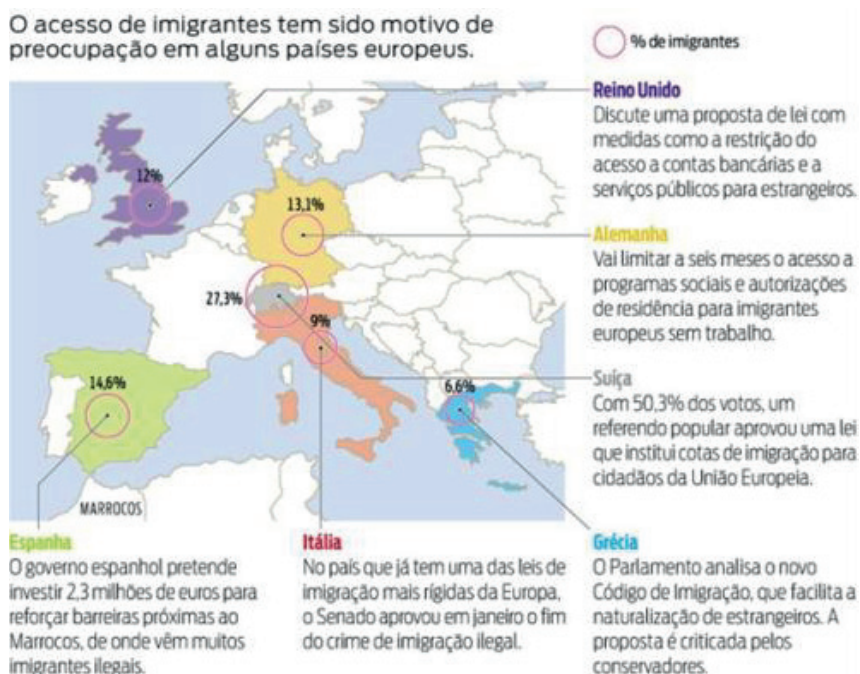 O acesso de imigrantes tem sido motivo de
preocupação em alguns países europeus.
% de imigrantes
Reino Unido
Discute uma proposta de lei com
medidas como a restrição do
acesso a contas bancárias e a
serviços públicos para estrangeiros.
12%
13,1%
Alemanha
Vai limitar a seis meses o acesso a
programas sociais e autorizações
de residência para imigrantes
europeus sem trabalho.
27,3%
9%
14,6%
6,6%
Suíça
Com 50,3% dos votos, um
referendo popular aprovou uma lei
que institui cotas de imigração para
cidadãos da União Europeia.
MARROCOS
Espanha
O governo espanhol pretende
investir 2,3 milhões de euros para
reforçar barreiras próximas ao
Marrocos, de onde vêm muitos
imigrantes ilegais.
Itália
No país que já tem uma das leis de
imigração mais rígidas da Europa,
o Senado aprovou em janeiro o fim
do crime de imigração ilegal.
Grécia
O Parlamento analisa o novo
Código de Imigração, que facilita a
naturalização de estrangeiros. A
proposta é criticada pelos
conservadores.